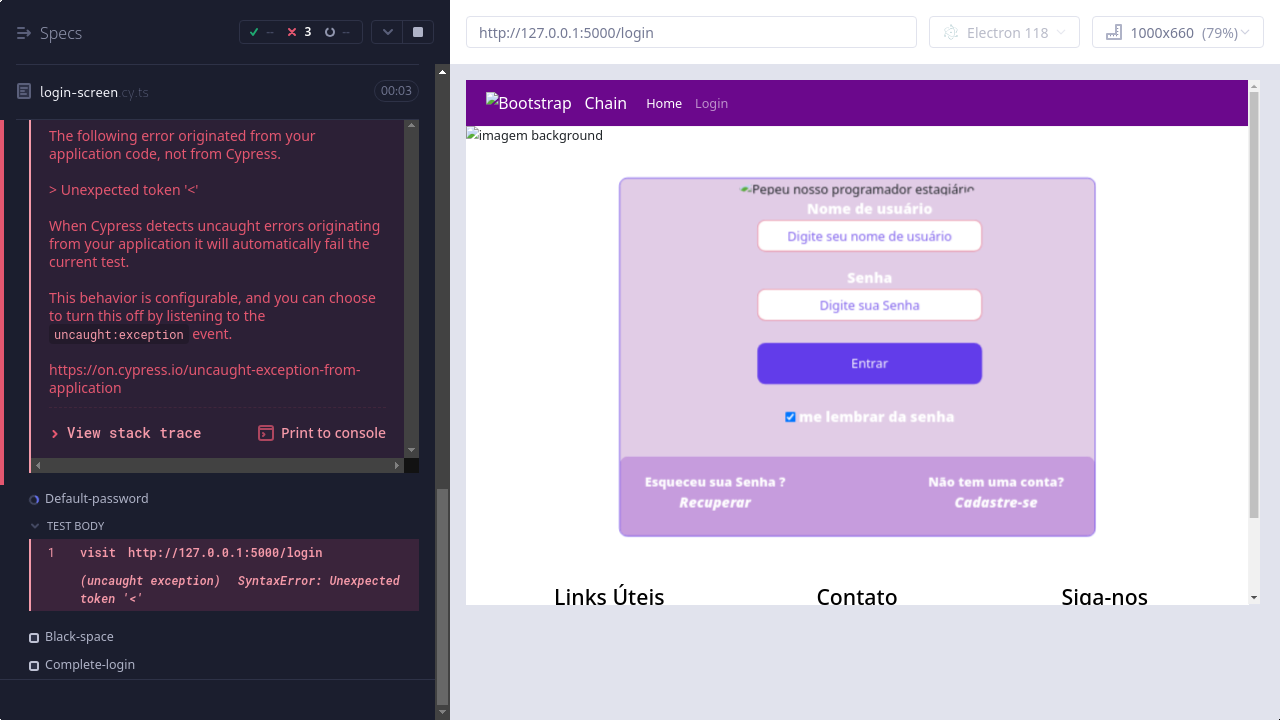 Specs
--
3
--
http://127.0.0.1:5000/login
Electron 118
1000x660 (79%)
login-screen.cy.ts
00:03
The following error originated from your
application code, not from Cypress.
> Unexpected token '<'
When Cypress detects uncaught errors originating
from your application it will automatically fail the
current test.
This behavior is configurable, and you can choose
to turn this off by listening to the
uncaught:exception event.
https://on.cypress.io/uncaught-exception-from-
application
View stack trace
Print to console
Default-password
TEST BODY
1 visit http://127.0.0.1:5000/login
(uncaught exception) SyntaxError: Unexpected
token '<'
Black-space
Complete-login
Bootstrap Chain Home Login
imagem background
Pepeu nosso programador estagiário
Nome de usuário
Digite seu nome de usuário
Senha
Digite sua Senha
Entrar
me lembrar da senha
Esqueceu sua Senha ?
Recuperar
Não tem uma conta?
Cadastre-se
Links Úteis
Contato
Siga-nos